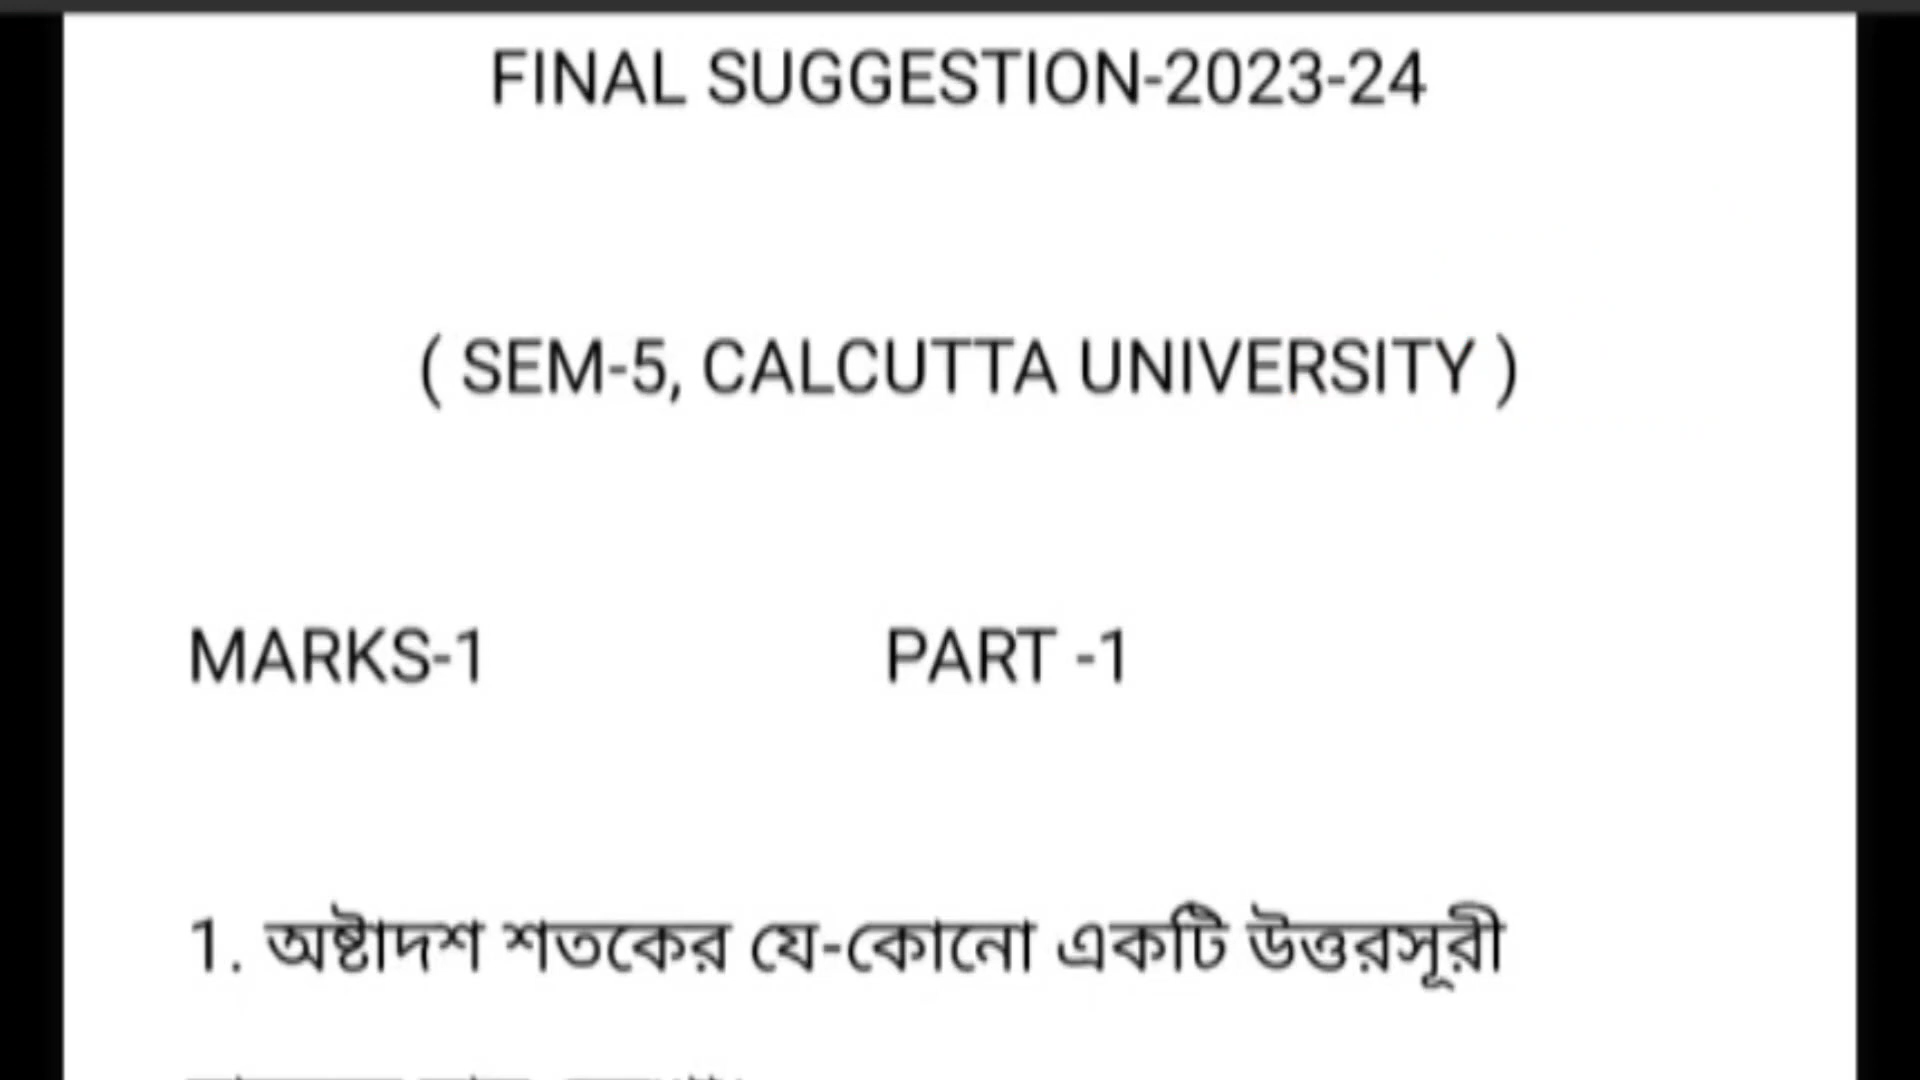 FINAL SUGGESTION-2023-24
( SEM-5, CALCUTTA UNIVERSITY )
MARKS-1 PART -1
1. অষ্টাদশ শতকের যে-কোনো একটি উত্তরসূরী